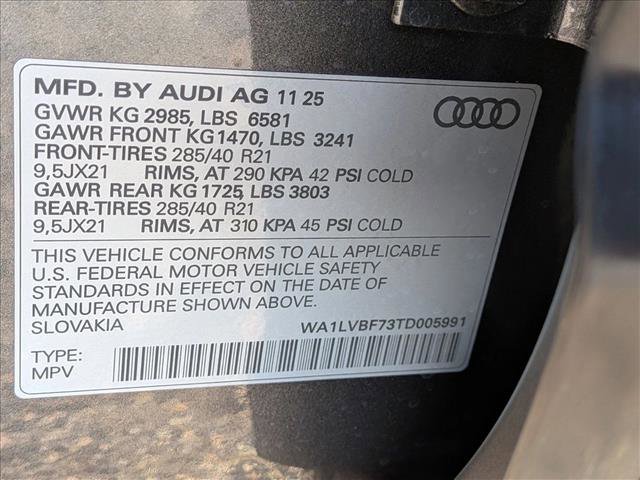 MFD. BY AUDI AG 11 25
GVWR KG 2985, LBS 6581
GAWR FRONT KG1470, LBS 3241
FRONT-TIRES 285/40 R21
9,5JX21 RIMS, AT 290 KPA 42 PSI COLD
GAWR REAR KG 1725, LBS 3803
REAR-TIRES 285/40 R21
9,5JX21 RIMS, AT 310 KPA 45 PSI COLD
THIS VEHICLE CONFORMS TO ALL APPLICABLE
U.S. FEDERAL MOTOR VEHICLE SAFETY
STANDARDS IN EFFECT ON THE DATE OF
MANUFACTURE SHOWN ABOVE.
SLOVAKIA WA1LVBF73TD005991
TYPE:
MPV